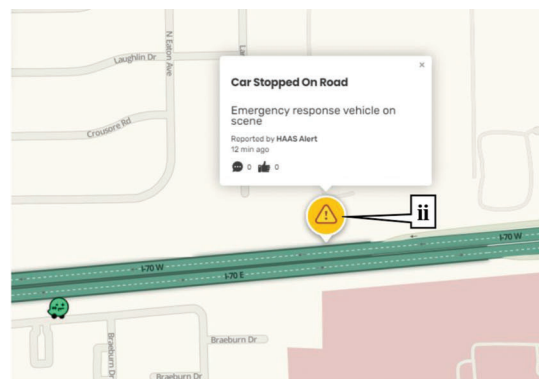 N Eaton Ave
Laughlin Dr
×
Car Stopped On Road
Emergency response vehicle on
scene
Reported by HAAS Alert
12 min ago
0 0
Crousore Rd
ii
←
I-70 W
I-70 W
I-70 E
Braeburn Dr
Braeburn Dr
Braeburn Dr